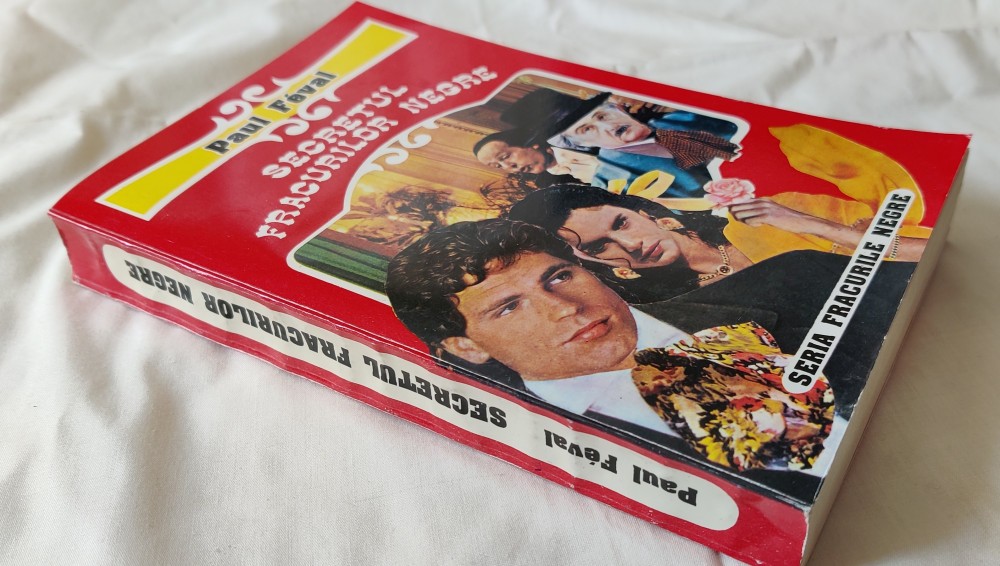 Paul Féval
SECRETUL
FRACURILOR NEGRE
SERIA FRACURILE NEGRE
Paul Féval SECRETUL FRACURILOR NEGRE